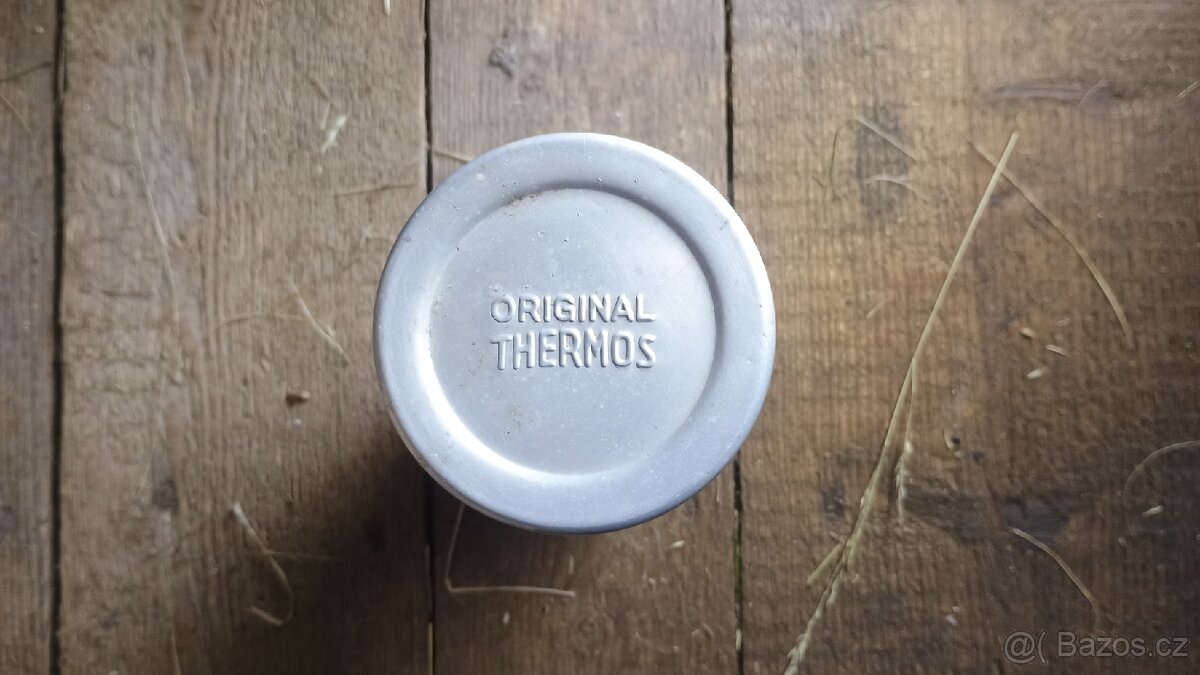 ORIGINAL
THERMOS
@( Bazos.cz